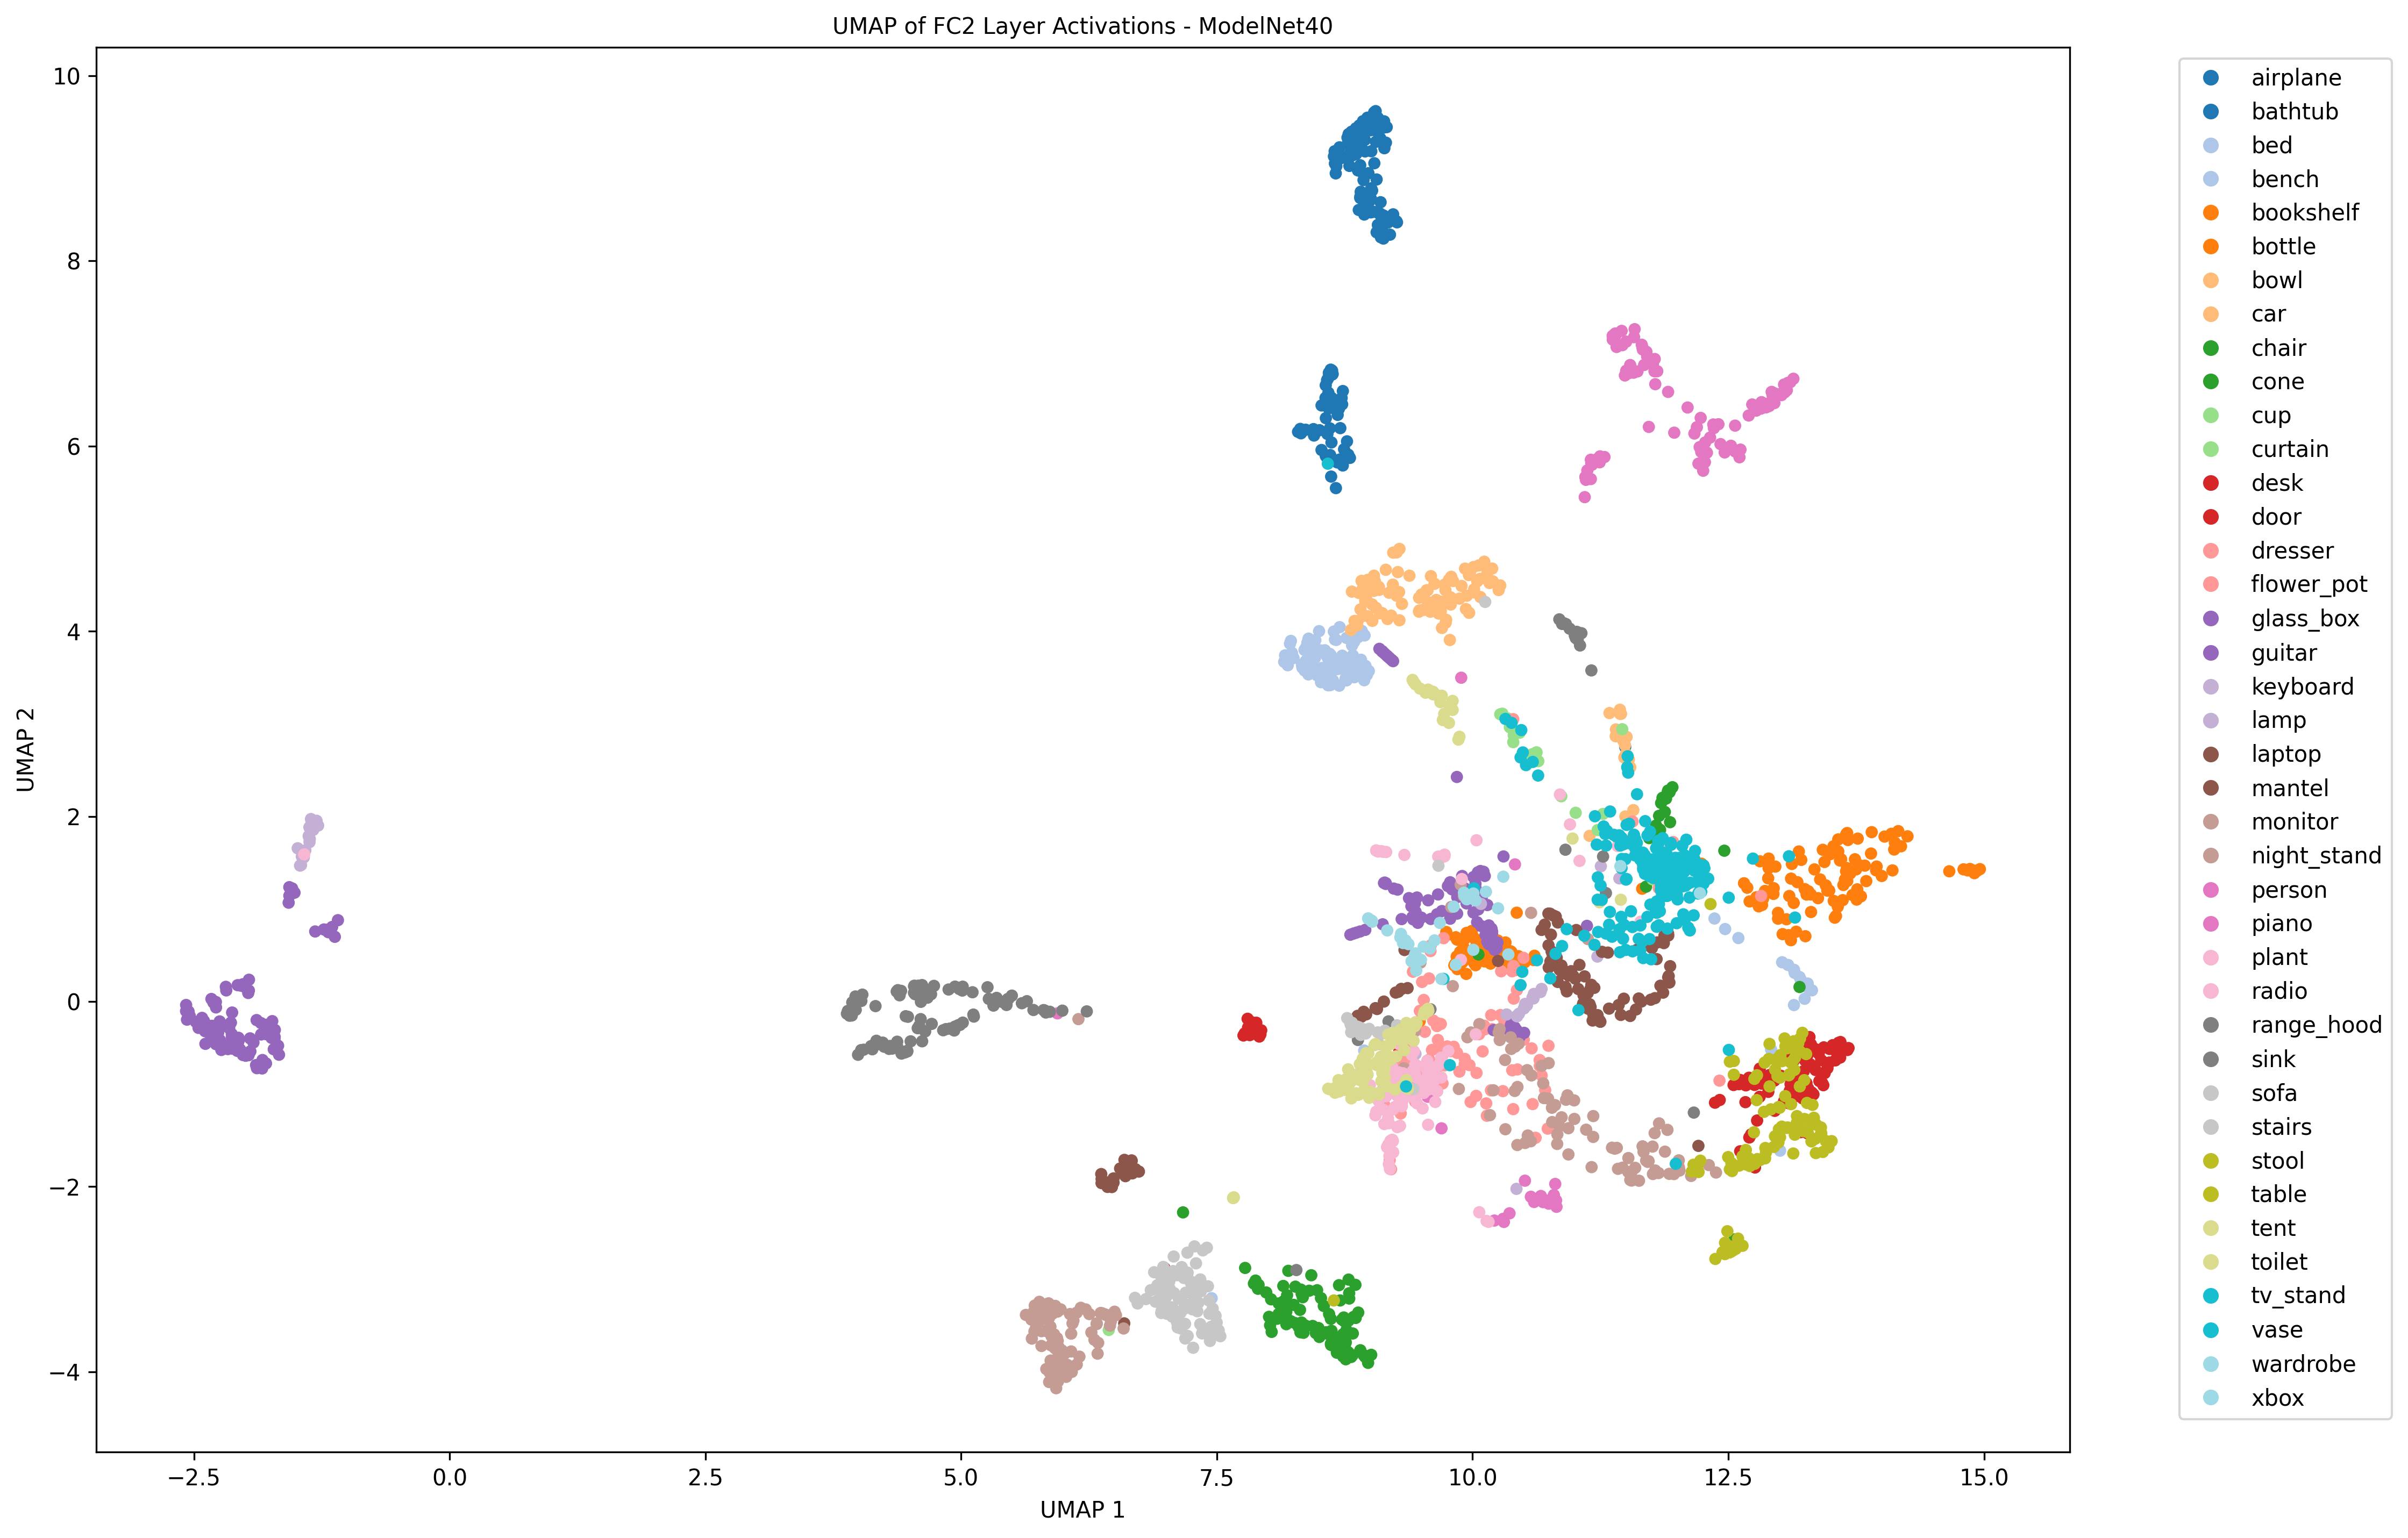 UMAP of FC2 Layer Activations - ModelNet40
10
8
6
4
2
0
−2
−4
UMAP 2
−2.5
0.0
2.5
5.0
7.5
10.0
12.5
15.0
UMAP 1
airplane
bathtub
bed
bench
bookshelf
bottle
bowl
car
chair
cone
cup
curtain
desk
door
dresser
flower_pot
glass_box
guitar
keyboard
lamp
laptop
mantel
monitor
night_stand
person
piano
plant
radio
range_hood
sink
sofa
stairs
stool
table
tent
toilet
tv_stand
vase
wardrobe
xbox